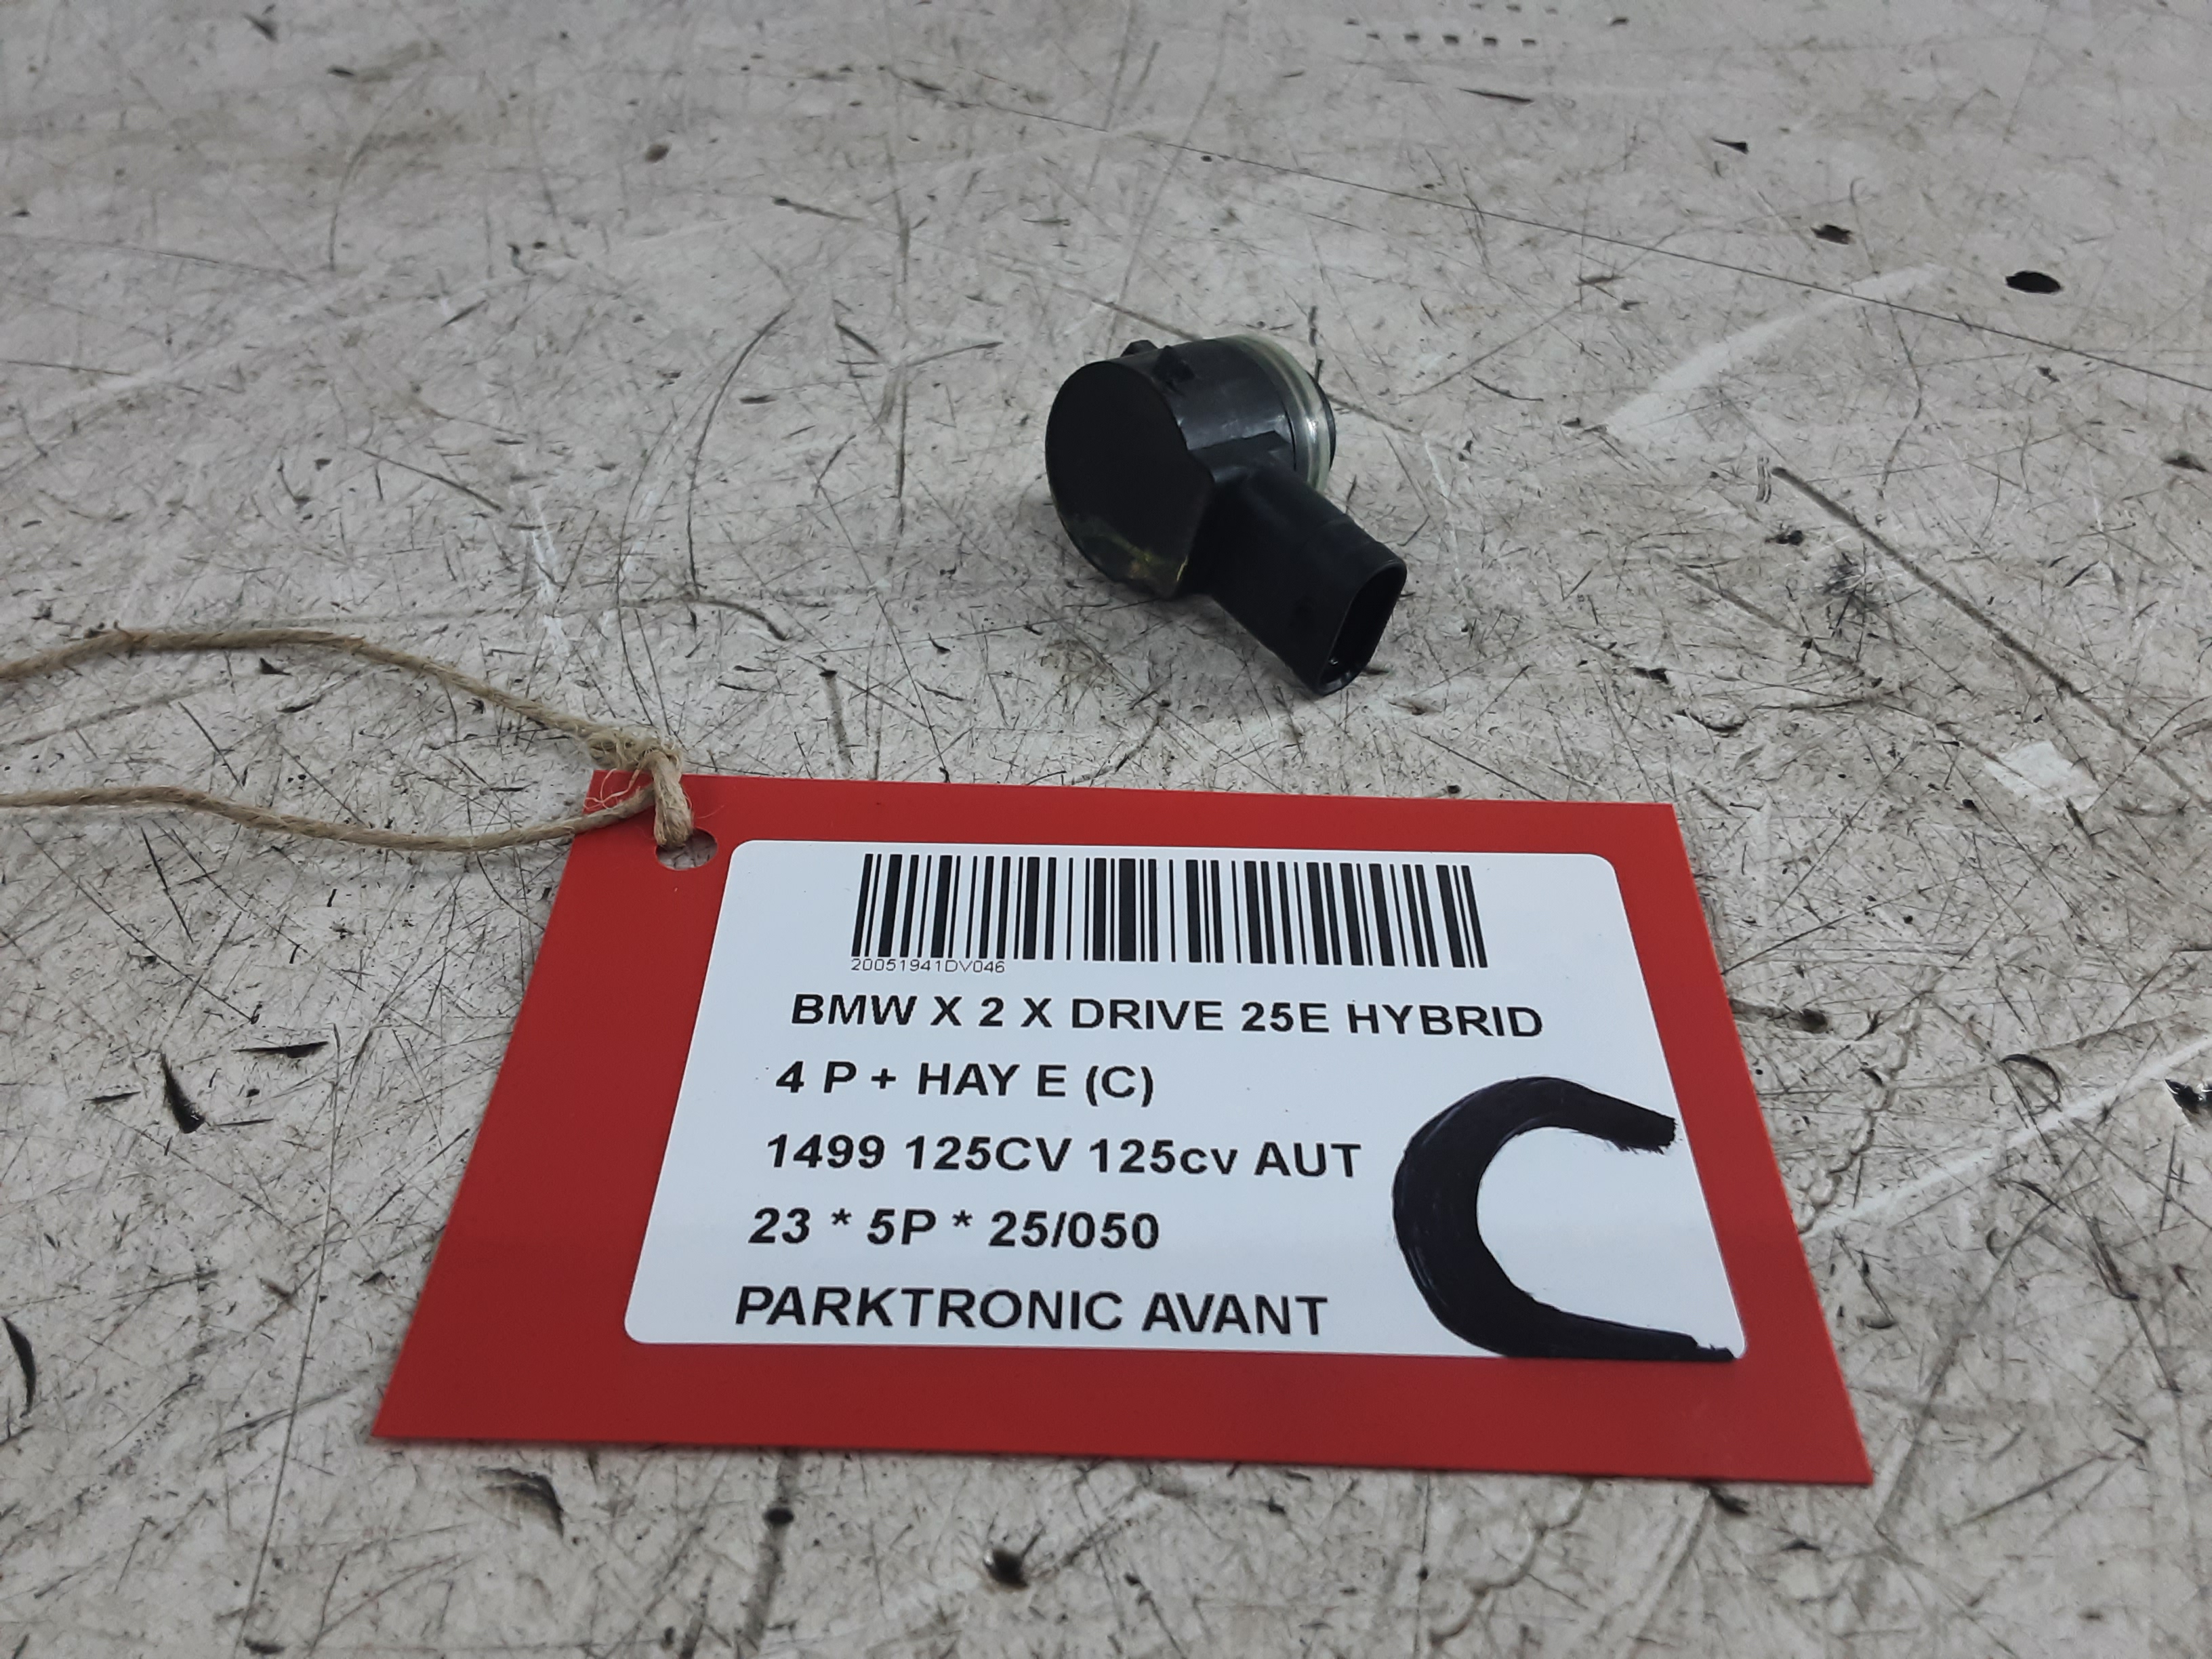 20051941DV046
BMW X 2 X DRIVE 25E HYBRID
4 P + HAY E (C)
1499 125CV 125cv AUT
23 * 5P * 25/050
PARKTRONIC AVANT
C